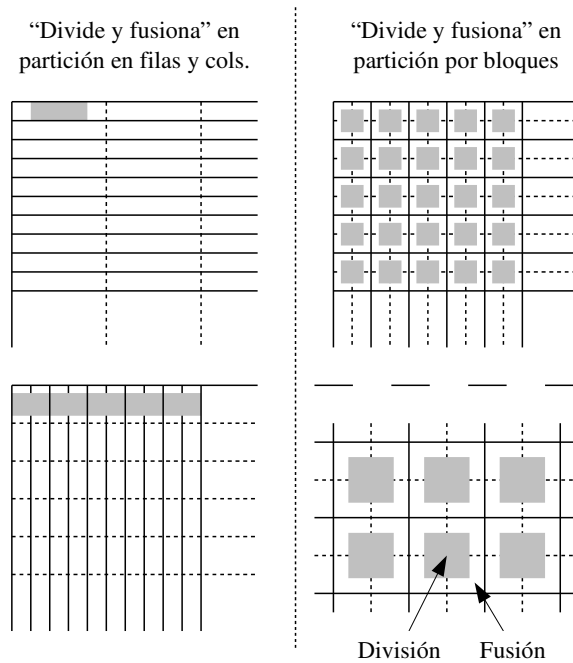 “Divide y fusiona” en
partición en filas y cols.
“Divide y fusiona” en
partición por bloques
División
Fusión